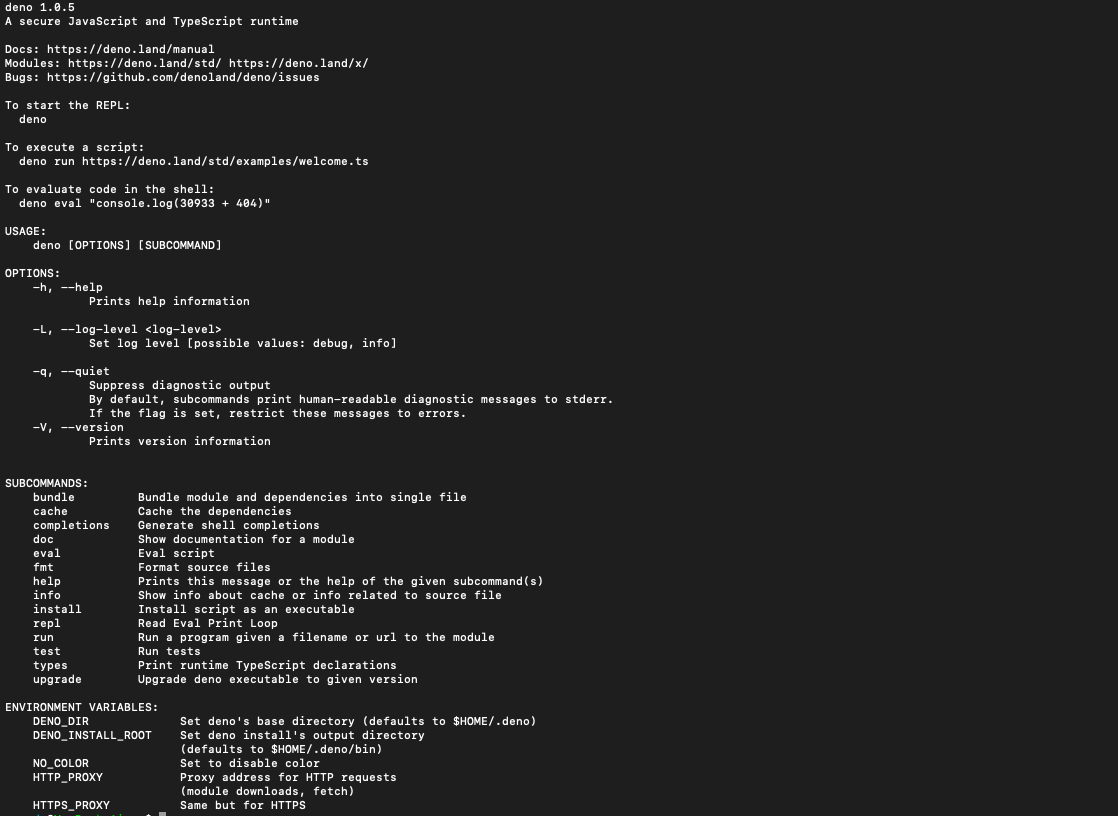 deno 1.0.5
A secure JavaScript and TypeScript runtime
Docs: https://deno.land/manual
Modules: https://deno.land/std/ https://deno.land/x/
Bugs: https://github.com/denoland/deno/issues
To start the REPL:
deno
To execute a script:
deno run https://deno.land/std/examples/welcome.ts
To evaluate code in the shell:
deno eval "console.log(30933 + 404)"
USAGE:
deno [OPTIONS] [SUBCOMMAND]
OPTIONS:
-h, --help
Prints help information
-L, --log-level <log-level>
Set log level [possible values: debug, info]
-q, --quiet
Suppress diagnostic output
By default, subcommands print human-readable diagnostic messages to stderr.
If the flag is set, restrict these messages to errors.
-V, --version
Prints version information
SUBCOMMANDS:
bundle Bundle module and dependencies into single file
cache Cache the dependencies
completions Generate shell completions
doc Show documentation for a module
eval Eval script
fmt Format source files
help Prints this message or the help of the given subcommand(s)
info Show info about cache or info related to source file
install Install script as an executable
repl Read Eval Print Loop
run Run a program given a filename or url to the module
test Run tests
types Print runtime TypeScript declarations
upgrade Upgrade deno executable to given version
ENVIRONMENT VARIABLES:
DENO_DIR Set deno's base directory (defaults to $HOME/.deno)
DENO_INSTALL_ROOT Set deno install's output directory
(defaults to $HOME/.deno/bin)
NO_COLOR Set to disable color
HTTP_PROXY Proxy address for HTTP requests
(module downloads, fetch)
HTTPS_PROXY Same but for HTTPS